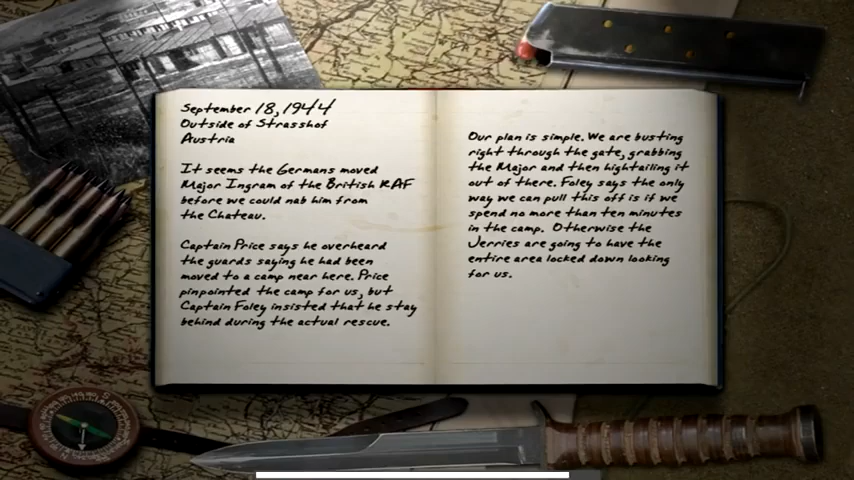 September 18, 1944
Outside of Strasshof
Austria
It seems the Germans moved
Major Ingram of the British RAF
before we could nab him from
the Chateau.
Captain Price says he overheard
the guards saying he had been
moved to a camp near here. Price
pinpointed the camp for us, but
Captain Foley insisted that he stay
behind during the actual rescue.
Our plan is simple. We are busting
right through the gate, grabbing
the Major and then hightailing it
out of there. Foley says the only
way we can pull this off is if we
spend no more than ten minutes
in the camp. Otherwise the
Jerries are going to have the
entire area locked down looking
for us.